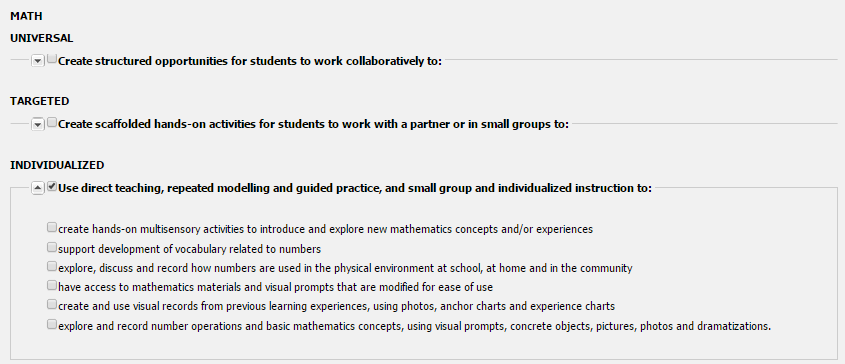 MATH
UNIVERSAL
Create structured opportunities for students to work collaboratively to:
TARGETED
Create scaffolded hands-on activities for students to work with a partner or in small groups to:
INDIVIDUALIZED
Use direct teaching, repeated modelling and guided practice, and small group and individualized instruction to:
create hands-on multisensory activities to introduce and explore new mathematics concepts and/or experiences
support development of vocabulary related to numbers
explore, discuss and record how numbers are used in the physical environment at school, at home and in the community
have access to mathematics materials and visual prompts that are modified for ease of use
create and use visual records from previous learning experiences, using photos, anchor charts and experience charts
explore and record number operations and basic mathematics concepts, using visual prompts, concrete objects, pictures, photos and dramatizations.